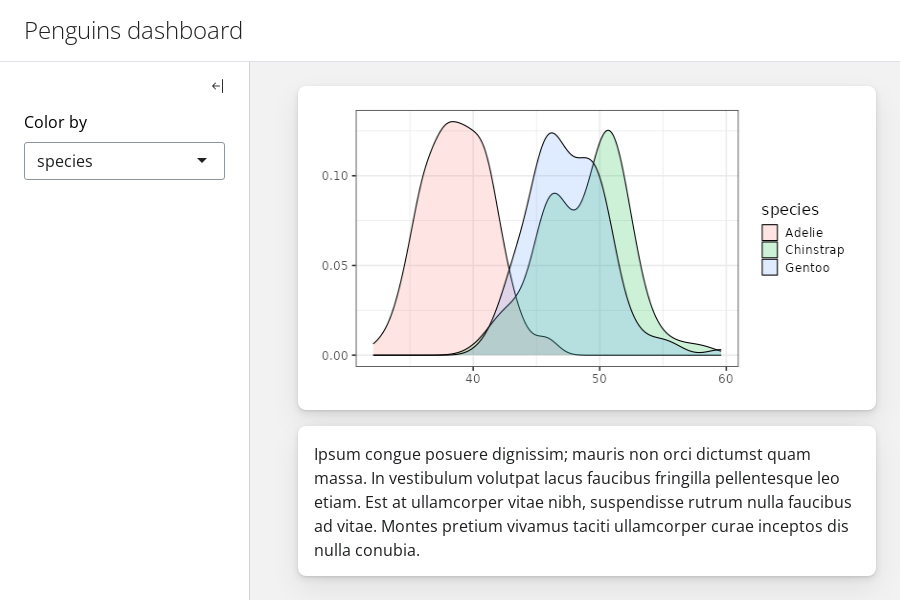 Penguins dashboard
Color by
species
0.10
0.05
0.00
40 50 60
species
Adelie
Chinstrap
Gentoo
Ipsum congue posuere dignissim; mauris non orci dictumst quam
massa. In vestibulum volutpat lacus faucibus fringilla pellentesque leo
etiam. Est at ullamcorper vitae nibh, suspendisse rutrum nulla faucibus
ad vitae. Montes pretium vivamus taciti ullamcorper curae inceptos dis
nulla conubia.